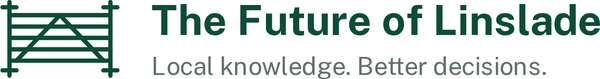 The Future of Linslade
Local knowledge. Better decisions.